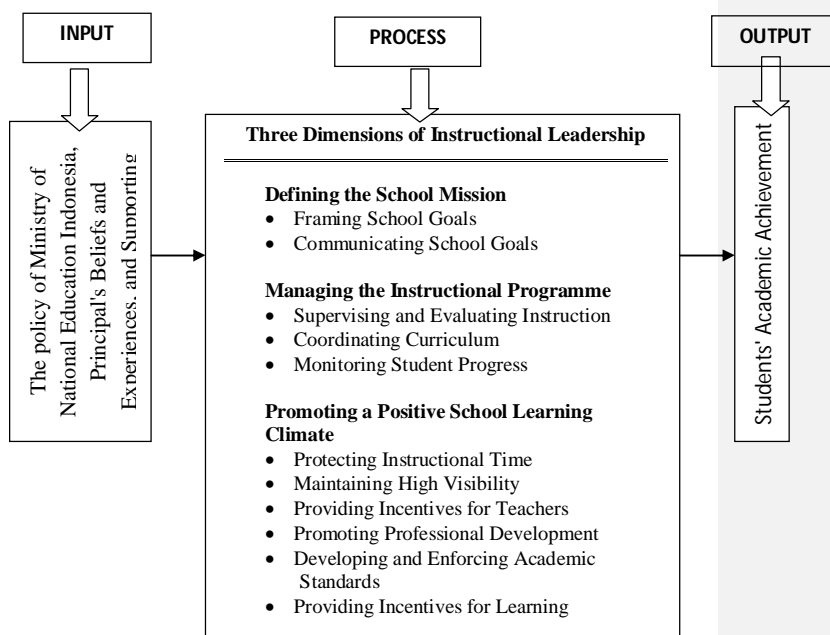 INPUT
PROCESS
OUTPUT
The policy of Ministry of
National Education Indonesia,
Principal's Beliefs and
Experiences, and Supporting
Three Dimensions of Instructional Leadership
Defining the School Mission
• Framing School Goals
• Communicating School Goals
Managing the Instructional Programme
• Supervising and Evaluating Instruction
• Coordinating Curriculum
• Monitoring Student Progress
Promoting a Positive School Learning
Climate
• Protecting Instructional Time
• Maintaining High Visibility
• Providing Incentives for Teachers
• Promoting Professional Development
• Developing and Enforcing Academic
Standards
• Providing Incentives for Learning
Students' Academic Achievement